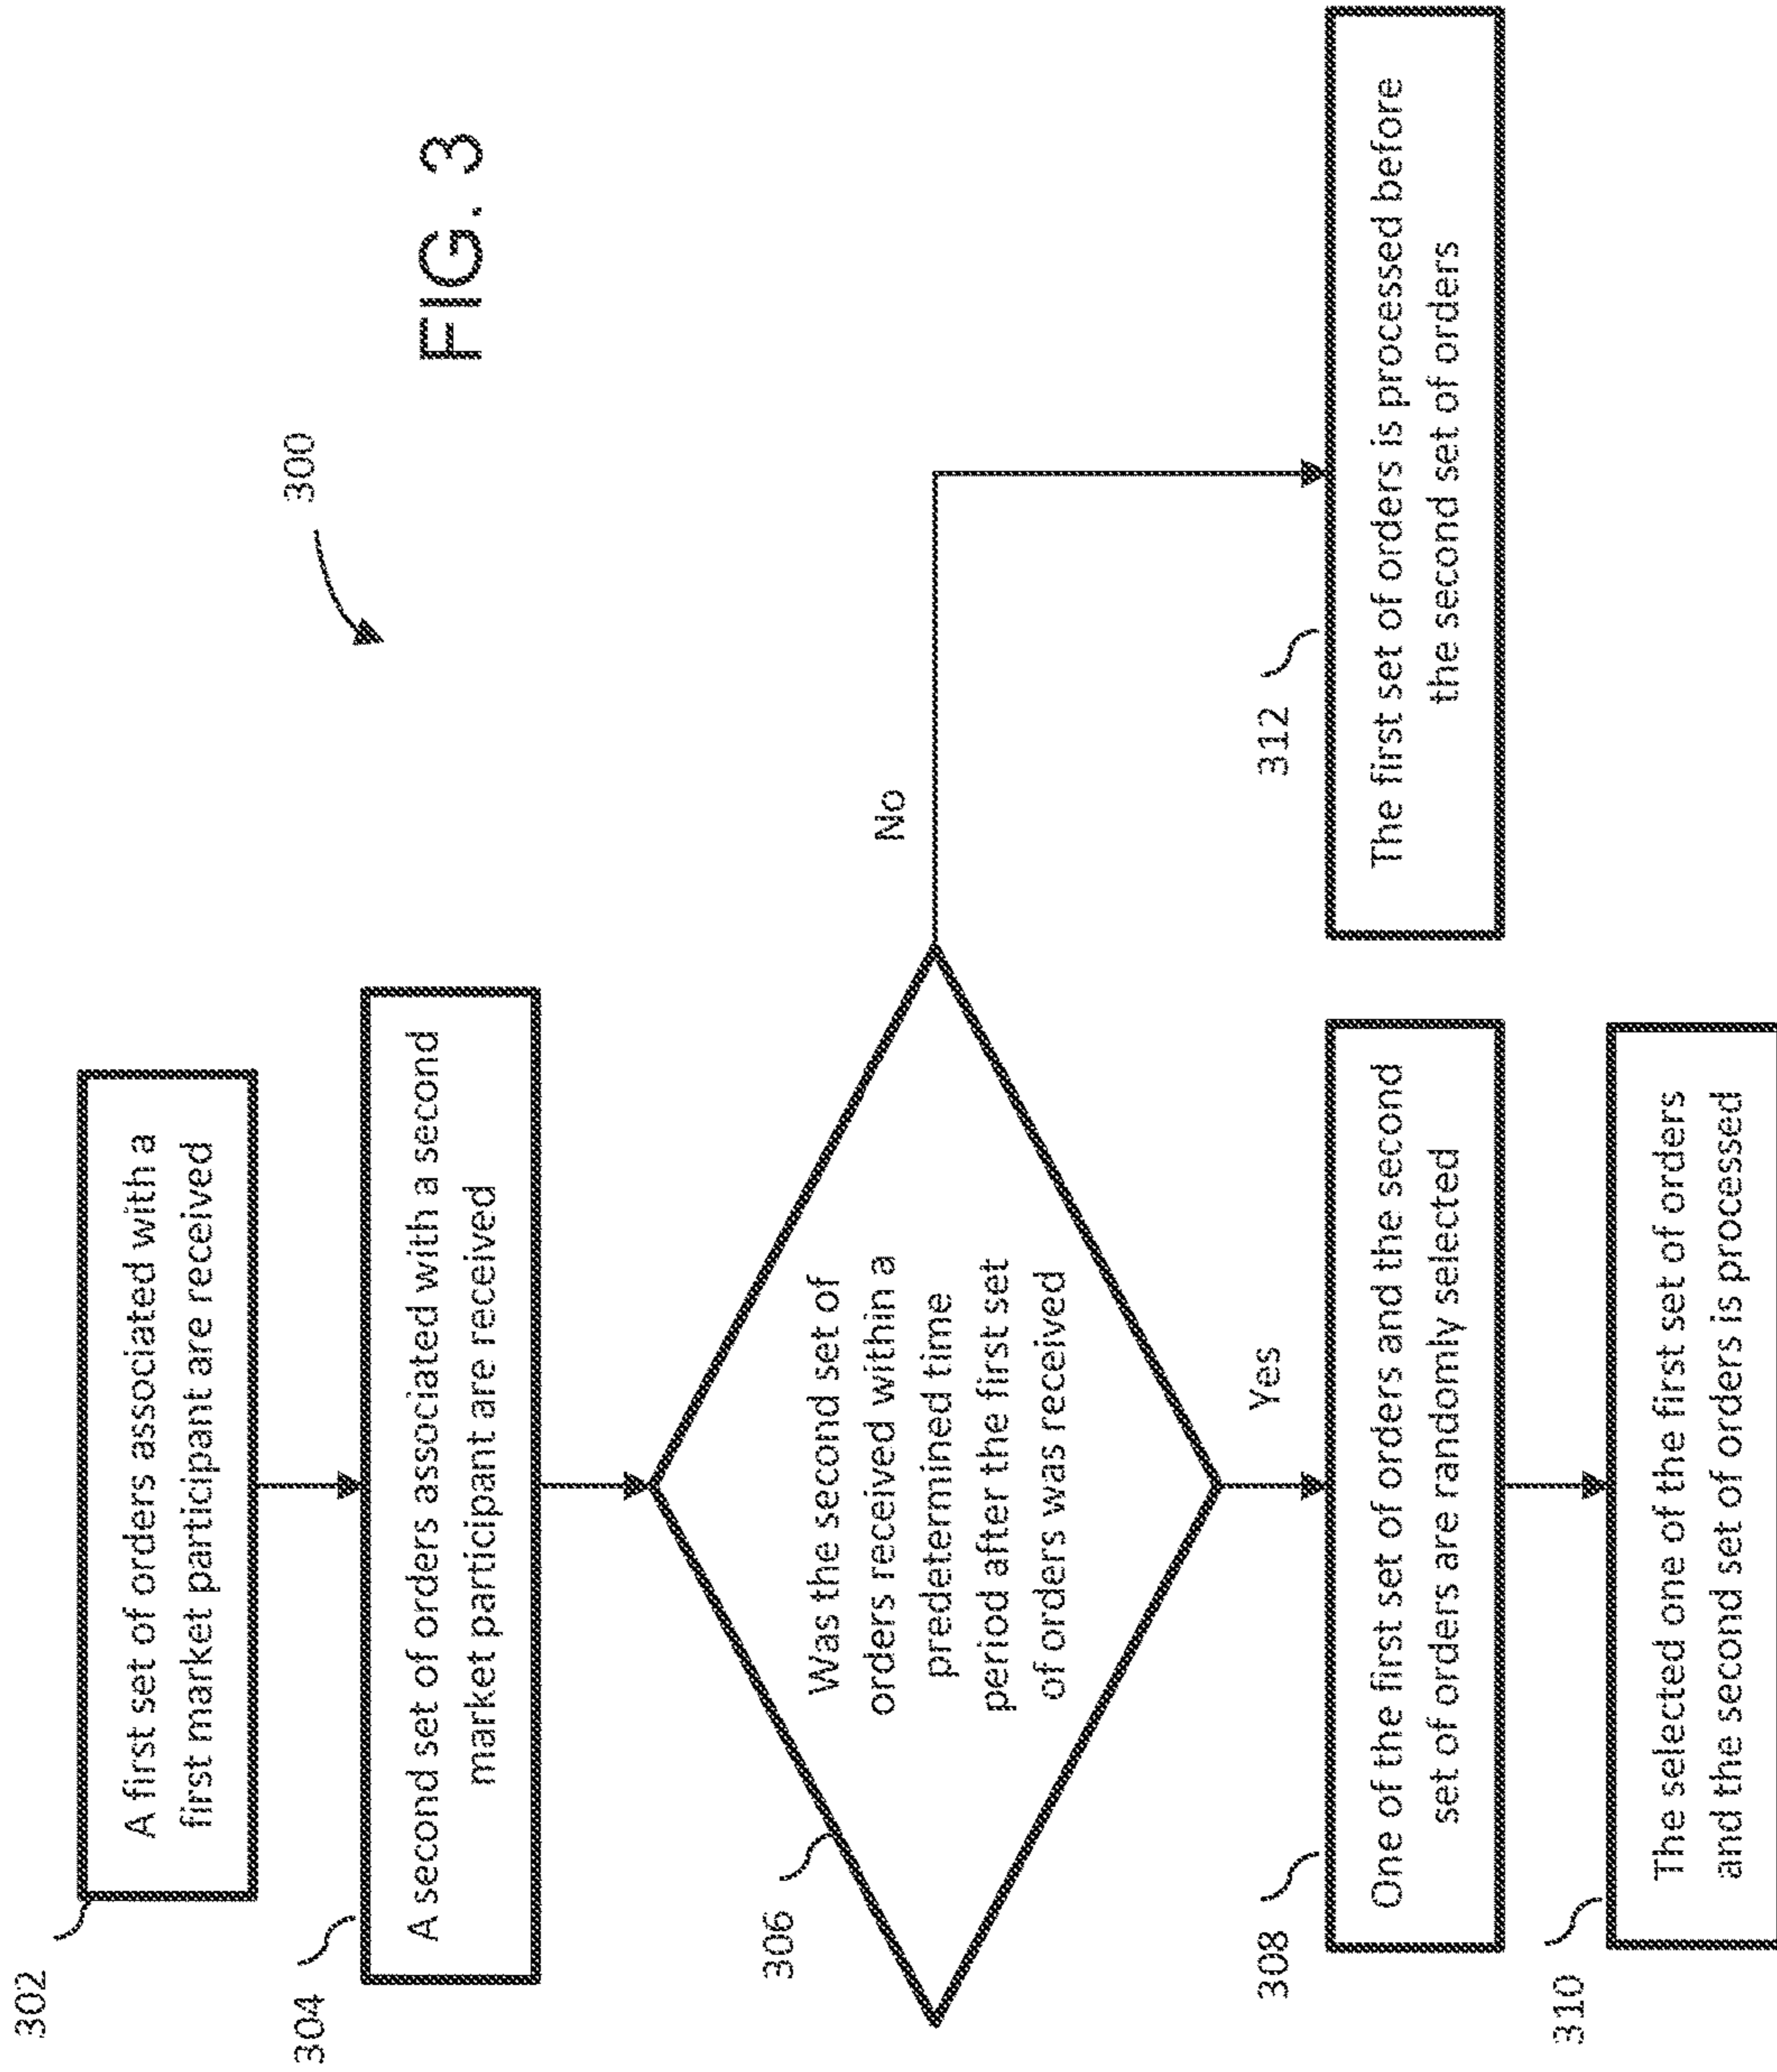 FIG. 3
300
302
A first set of orders associated with a
first market participant are received
304
A second set of orders associated with a second
market participant are received
306
Was the second set of
orders received within a
predetermined time
period after the first set
of orders was received
No
Yes
308
One of the first set of orders and the second
set of orders are randomly selected
312
The first set of orders is processed before
the second set of orders
310
The selected one of the first set of orders
and the second set of orders is processed